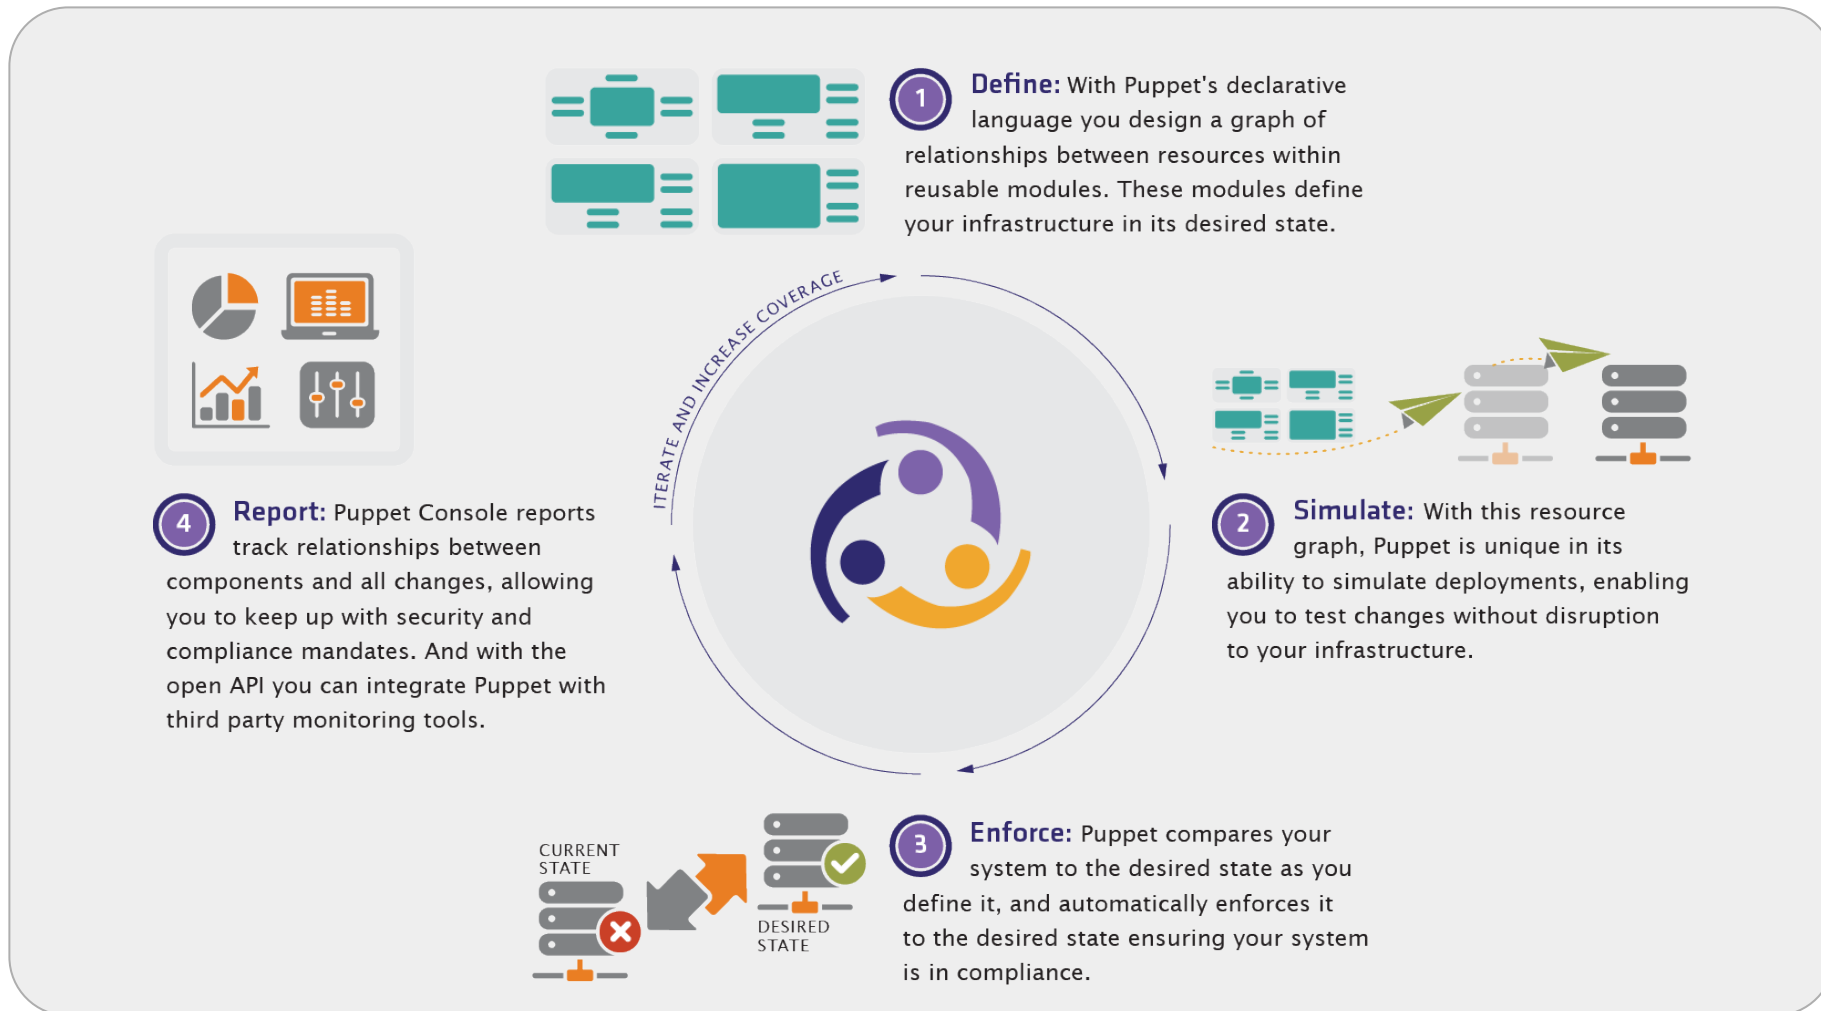 1
Define: With Puppet's declarative
language you design a graph of
relationships between resources within
reusable modules. These modules define
your infrastructure in its desired state.
ITERATE AND INCREASE COVERAGE
2
Simulate: With this resource
graph, Puppet is unique in its
ability to simulate deployments, enabling
you to test changes without disruption
to your infrastructure.
3
Enforce: Puppet compares your
system to the desired state as you
define it, and automatically enforces it
to the desired state ensuring your system
is in compliance.
CURRENT
STATE
DESIRED
STATE
4
Report: Puppet Console reports
track relationships between
components and all changes, allowing
you to keep up with security and
compliance mandates. And with the
open API you can integrate Puppet with
third party monitoring tools.